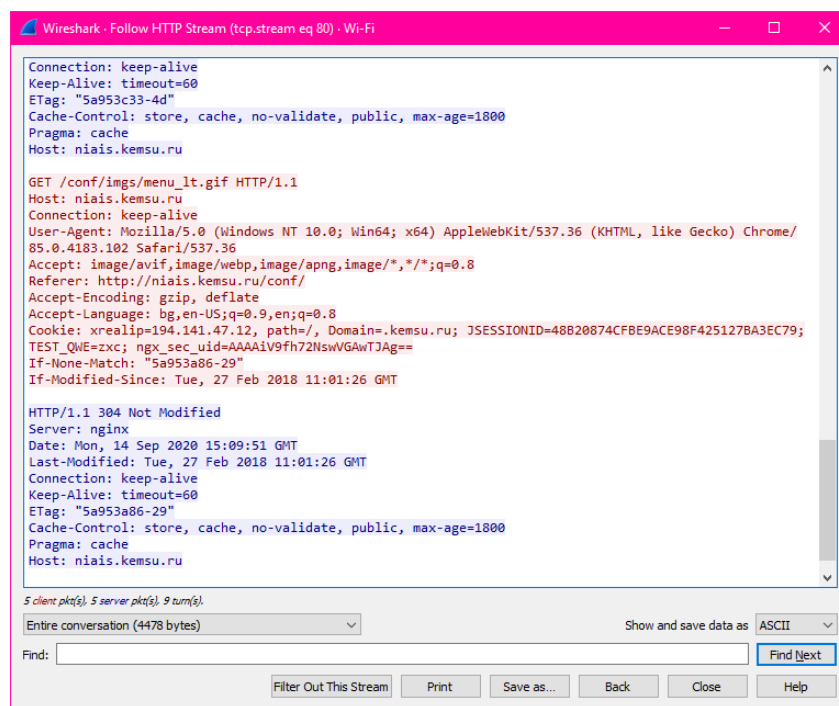 Wireshark · Follow HTTP Stream (tcp.stream eq 80) · Wi-Fi
Connection: keep-alive
Keep-Alive: timeout=60
ETag: "5a953c33-4d"
Cache-Control: store, cache, no-validate, public, max-age=1800
Pragma: cache
Host: niais.kemsu.ru
GET /conf/imgs/menu_lt.gif HTTP/1.1
Host: niais.kemsu.ru
Connection: keep-alive
User-Agent: Mozilla/5.0 (Windows NT 10.0; Win64; x64) AppleWebKit/537.36 (KHTML, like Gecko) Chrome/
85.0.4183.102 Safari/537.36
Accept: image/avif,image/webp,image/apng,image/*,*/*;q=0.8
Referer: http://niais.kemsu.ru/conf/
Accept-Encoding: gzip, deflate
Accept-Language: bg,en-US;q=0.9,en;q=0.8
Cookie: xrealip=194.141.47.12, path=/, Domain=.kemsu.ru; JSESSIONID=48B20874CFBE9ACE98F425127BA3EC79;
TEST_QWE=zxc; ngx_sec_uid=AAAAiV9fh72NswVGAwTJAg==
If-None-Match: "5a953a86-29"
If-Modified-Since: Tue, 27 Feb 2018 11:01:26 GMT
HTTP/1.1 304 Not Modified
Server: nginx
Date: Mon, 14 Sep 2020 15:09:51 GMT
Last-Modified: Tue, 27 Feb 2018 11:01:26 GMT
Connection: keep-alive
Keep-Alive: timeout=60
ETag: "5a953a86-29"
Cache-Control: store, cache, no-validate, public, max-age=1800
Pragma: cache
Host: niais.kemsu.ru
5 client pkt(s), 5 server pkt(s), 9 turn(s).
Entire conversation (4478 bytes) Show and save data as ASCII
Find: Find Next
Filter Out This Stream Print Save as... Back Close Help